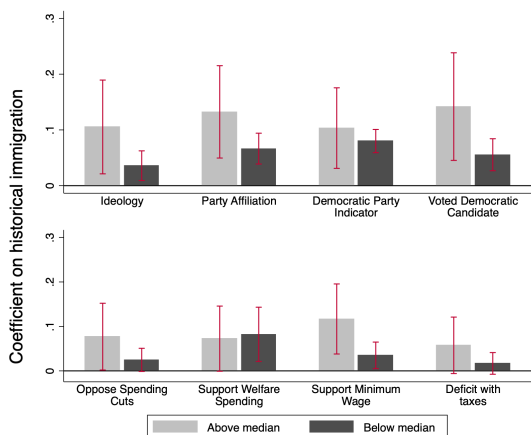 Coefficient on historical immigration
.3
.2
.1
0
Ideology
Party Affiliation
Democratic Party
Indicator
Voted Democratic
Candidate
.3
.2
.1
0
Oppose Spending
Cuts
Support Welfare
Spending
Support Minimum
Wage
Deficit with
taxes
Above median
Below median